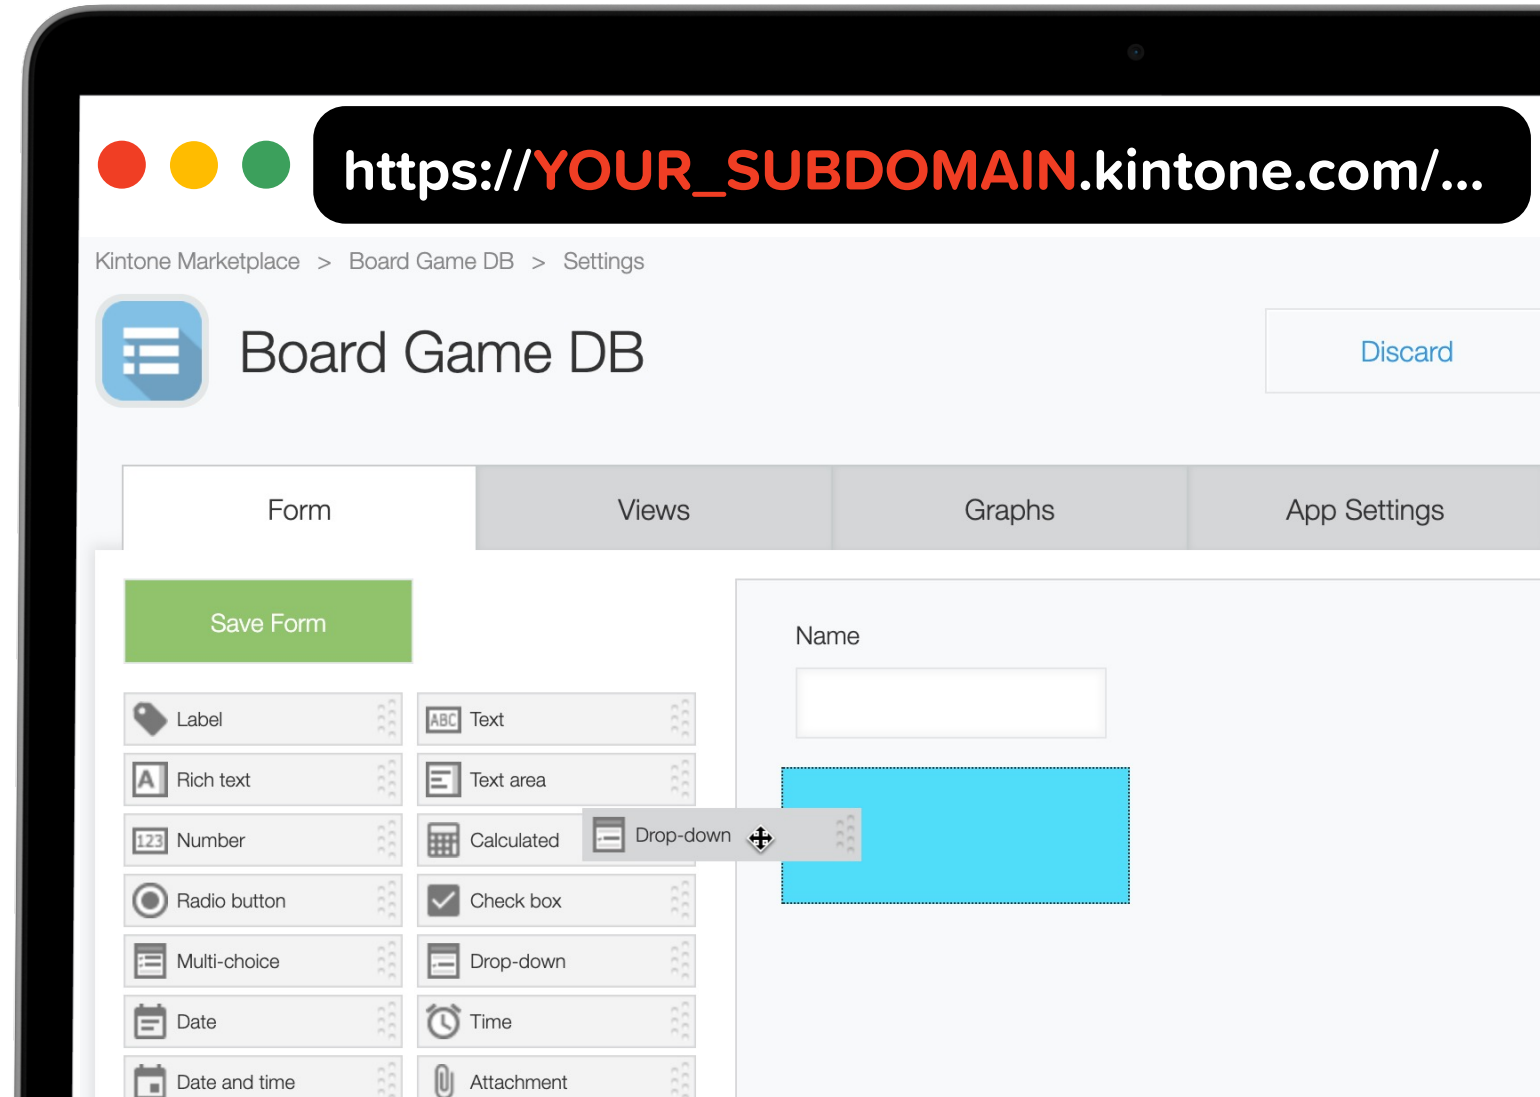 https://YOUR_SUBDOMAIN.kintone.com/...
Kintone Marketplace > Board Game DB > Settings
Board Game DB
Discard
Form Views Graphs App Settings
Save Form
Name
Label
ABC Text
A Rich text
Text area
123 Number
Calculated
Drop-down
Radio button
Check box
Multi-choice
Drop-down
Date
Time
Date and time
Attachment